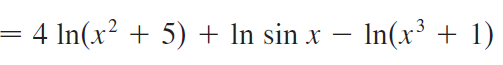 = 4 ln(x² + 5) + ln sin x − ln(x³ + 1)